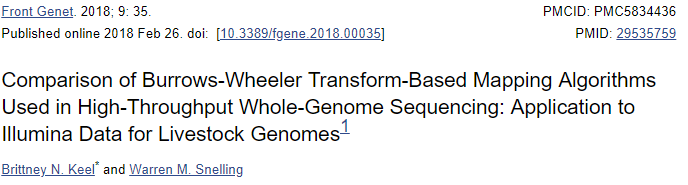 Front Genet. 2018; 9: 35. PMCID: PMC5834436
Published online 2018 Feb 26. doi: [10.3389/fgene.2018.00035] PMID: 29535759
Comparison of Burrows-Wheeler Transform-Based Mapping Algorithms
Used in High-Throughput Whole-Genome Sequencing: Application to
Illumina Data for Livestock Genomes1
Brittney N. Keel* and Warren M. Snelling